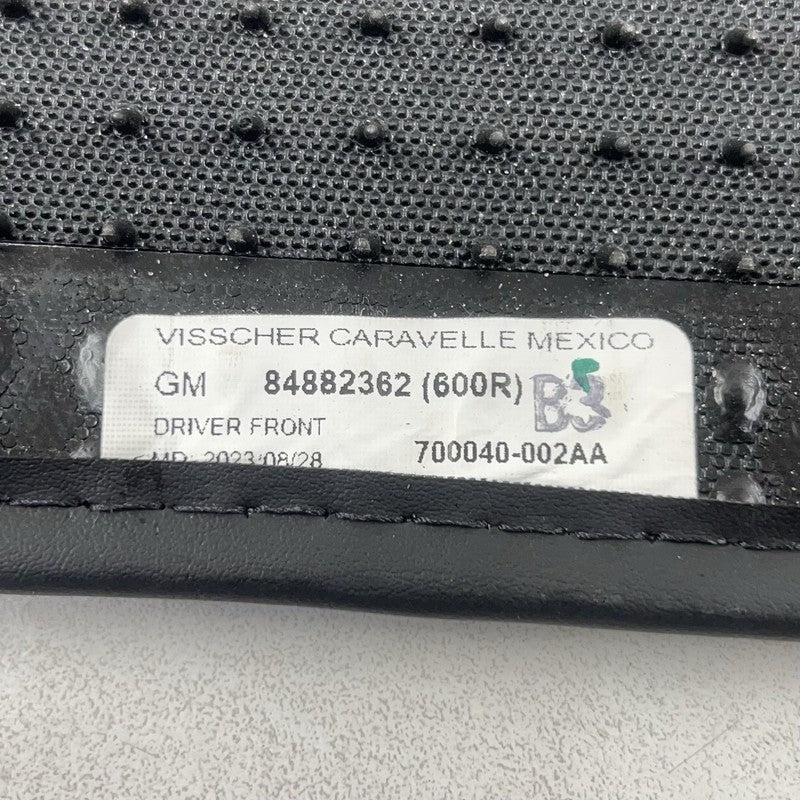 VISSCHER CARAVELLE MEXICO
GM 84882362 (600R) B3
DRIVER FRONT
MD: 2023/08/28 700040-002AA